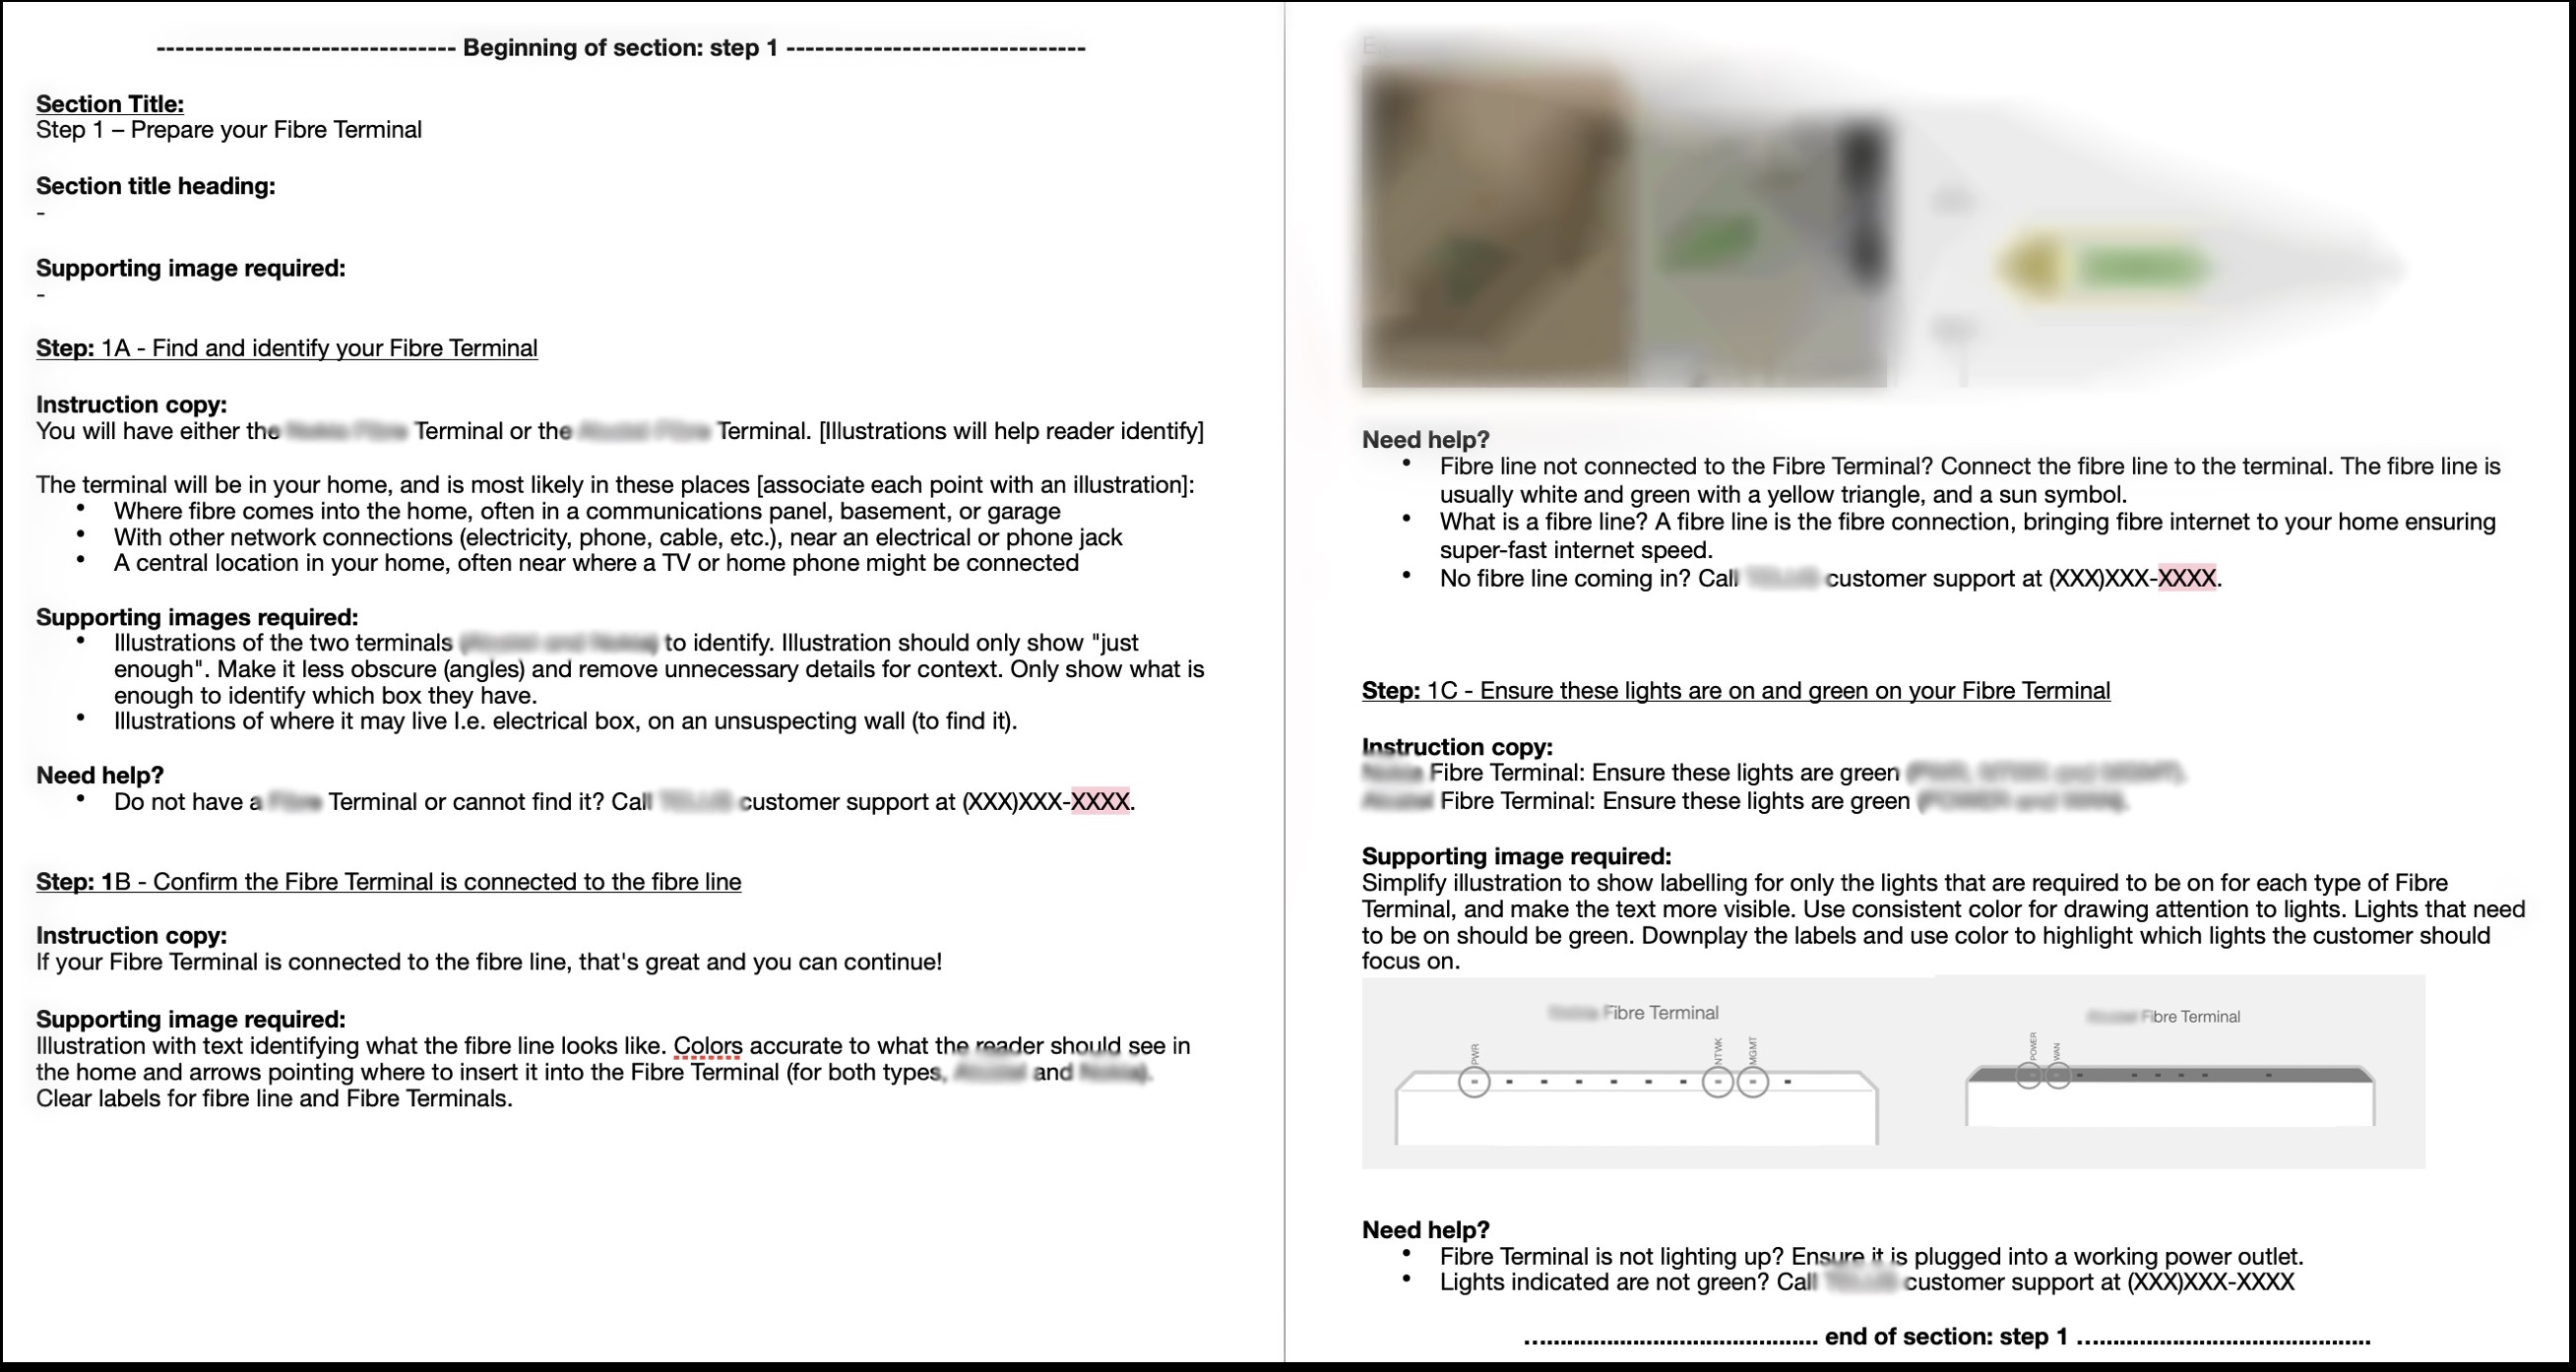 ------------------------------- Beginning of section: step 1 -------------------------------
Section Title:
Step 1 – Prepare your Fibre Terminal
Section title heading:
-
Supporting image required:
-
Step: 1A - Find and identify your Fibre Terminal
Instruction copy:
You will have either the Terminal or the Terminal. [Illustrations will help reader identify]
The terminal will be in your home, and is most likely in these places [associate each point with an illustration]:
• Where fibre comes into the home, often in a communications panel, basement, or garage
• With other network connections (electricity, phone, cable, etc.), near an electrical or phone jack
• A central location in your home, often near where a TV or home phone might be connected
Supporting images required:
• Illustrations of the two terminals to identify. Illustration should only show "just
enough". Make it less obscure (angles) and remove unnecessary details for context. Only show what is
enough to identify which box they have.
• Illustrations of where it may live I.e. electrical box, on an unsuspecting wall (to find it).
Need help?
• Do not have a Terminal or cannot find it? Call customer support at (XXX)XXX-XXXX.
Step: 1B - Confirm the Fibre Terminal is connected to the fibre line
Instruction copy:
If your Fibre Terminal is connected to the fibre line, that's great and you can continue!
Supporting image required:
Illustration with text identifying what the fibre line looks like. Colors accurate to what the reader should see in
the home and arrows pointing where to insert it into the Fibre Terminal (for both types, and
Clear labels for fibre line and Fibre Terminals.
Need help?
• Fibre line not connected to the Fibre Terminal? Connect the fibre line to the terminal. The fibre line is
usually white and green with a yellow triangle, and a sun symbol.
• What is a fibre line? A fibre line is the fibre connection, bringing fibre internet to your home ensuring
super-fast internet speed.
• No fibre line coming in? Call customer support at (XXX)XXX-XXXX.
Step: 1C - Ensure these lights are on and green on your Fibre Terminal
Instruction copy:
Fibre Terminal: Ensure these lights are green
Fibre Terminal: Ensure these lights are green
Supporting image required:
Simplify illustration to show labelling for only the lights that are required to be on for each type of Fibre
Terminal, and make the text more visible. Use consistent color for drawing attention to lights. Lights that need
to be on should be green. Downplay the labels and use color to highlight which lights the customer should
focus on.
Fibre Terminal
PWR
NTWK
MGMT
Fibre Terminal
POWER
WAN
Need help?
• Fibre Terminal is not lighting up? Ensure it is plugged into a working power outlet.
• Lights indicated are not green? Call customer support at (XXX)XXX-XXXX
.......................................... end of section: step 1 ..........................................